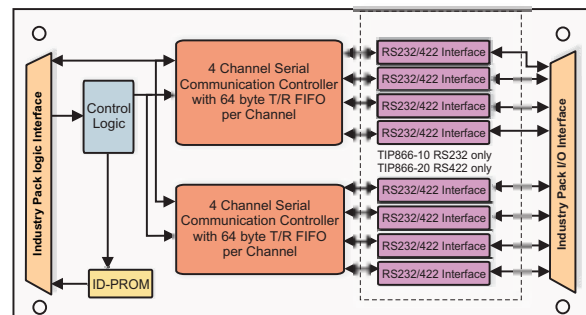 Industry Pack logic Interface
Control
Logic
ID-PROM
4 Channel Serial
Communication Controller
with 64 byte T/R FIFO
per Channel
4 Channel Serial
Communication Controller
with 64 byte T/R FIFO
per Channel
RS232/422 Interface
RS232/422 Interface
RS232/422 Interface
RS232/422 Interface
TIP866-10 RS232 only
TIP866-20 RS422 only
RS232/422 Interface
RS232/422 Interface
RS232/422 Interface
RS232/422 Interface
Industry Pack I/O Interface